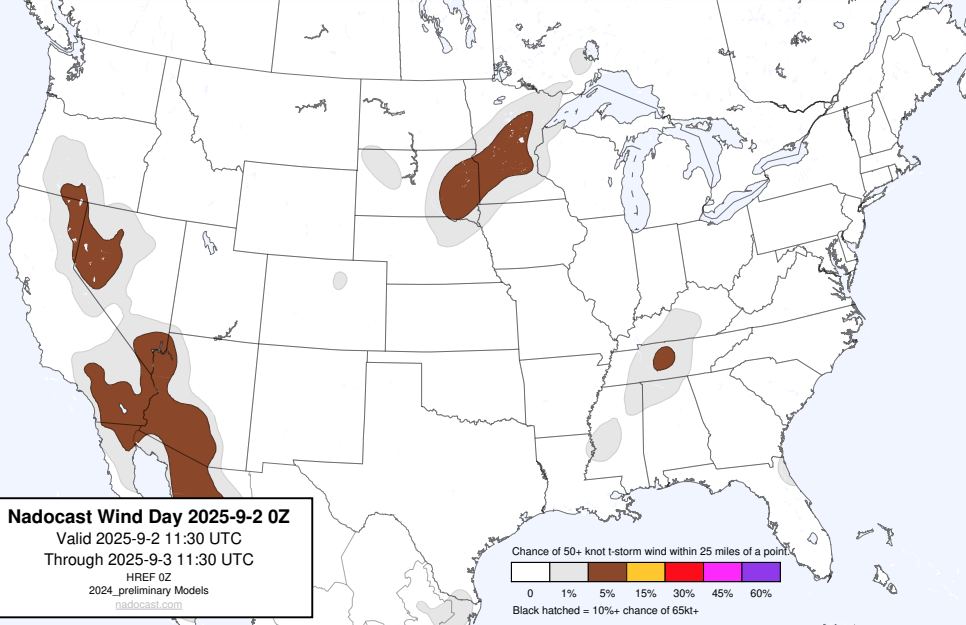 Nadocast Wind Day 2025-9-2 0Z
Valid 2025-9-2 11:30 UTC
Through 2025-9-3 11:30 UTC
HREF 0Z
2024_preliminary Models
nadocast.com
Chance of 50+ knot t-storm wind within 25 miles of a point.
0 1% 5% 15% 30% 45% 60%
Black hatched = 10%+ chance of 65kt+